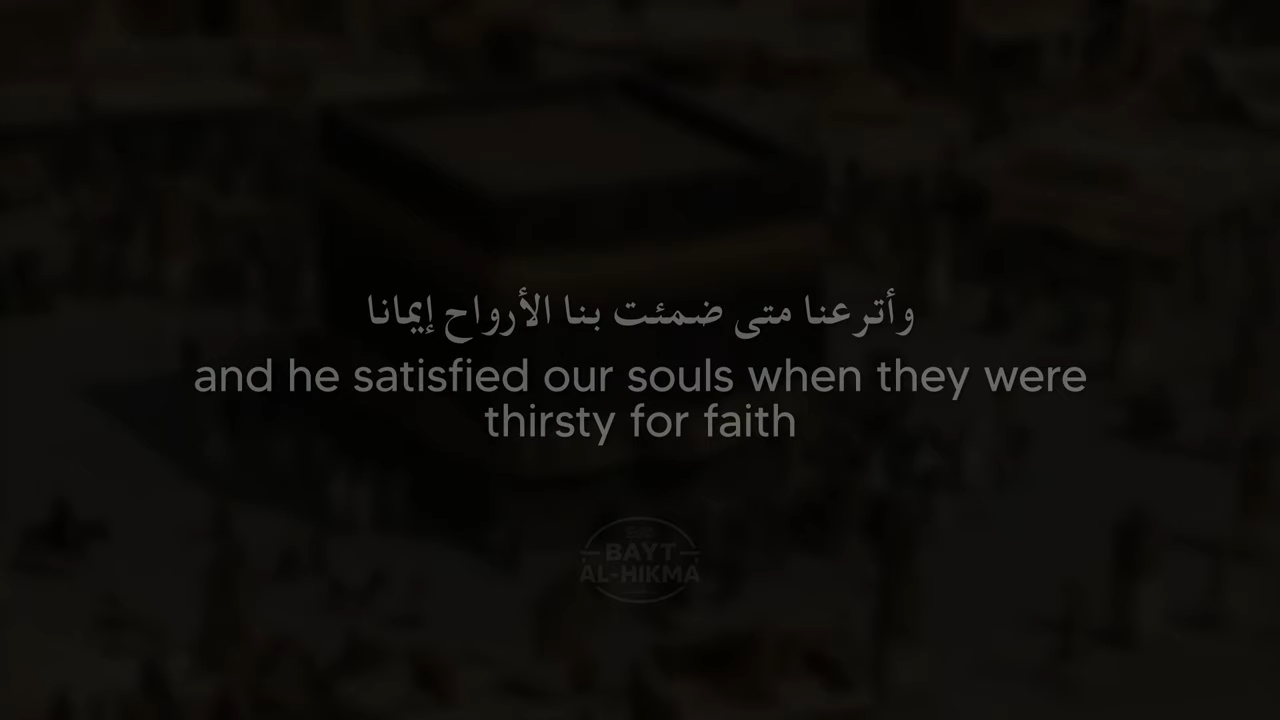 وأترعنا متى ضمئت بنا الأرواح إيمانا
and he satisfied our souls when they were
thirsty for faith
BAYT
AL-HIKMA